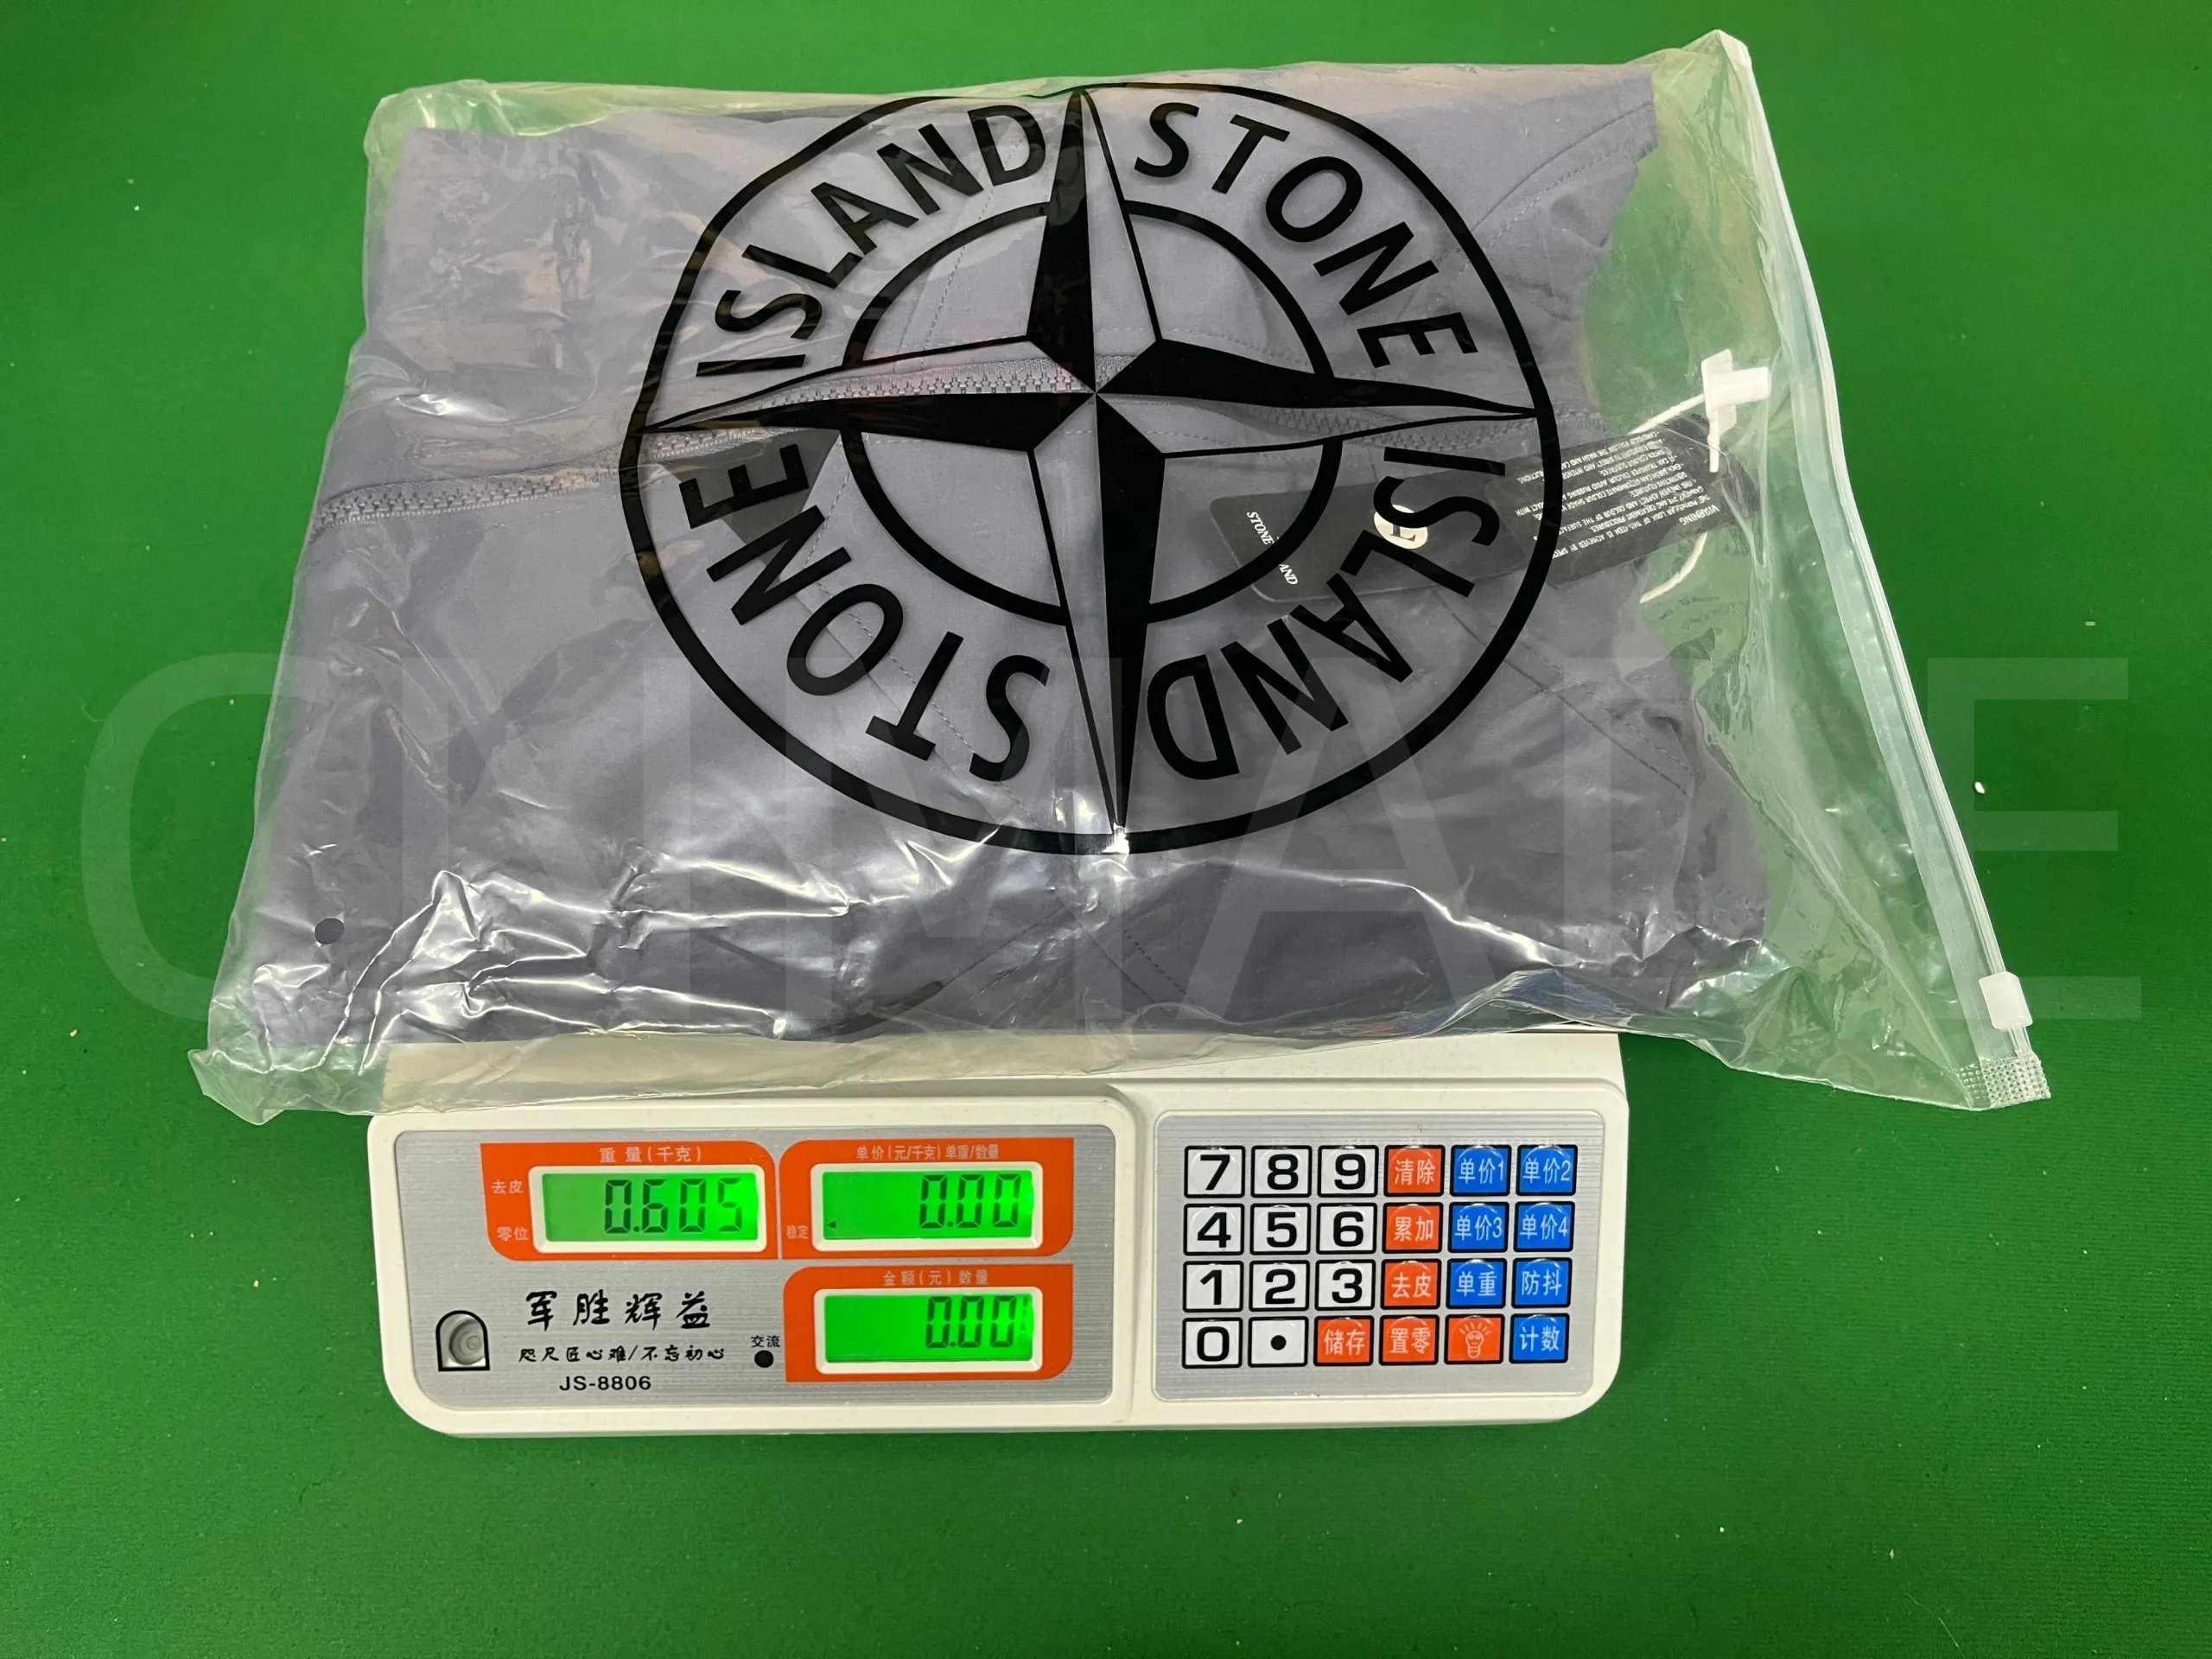 ISLAND STONE
ISLAND STONE
STONE
WARNING
CNMADE
重量(千克)
去皮
零位
0.605
单价(元/千克) 单重/数量
稳定
0.00
金额(元) 数量
0.00
军胜辉益
咫尺匠心难/不忘初心
交流
JS-8806
7 8 9 清除 单价1 单价2
4 5 6 累加 单价3 单价4
1 2 3 去皮 单重 防抖
0 . 储存 置零 计数